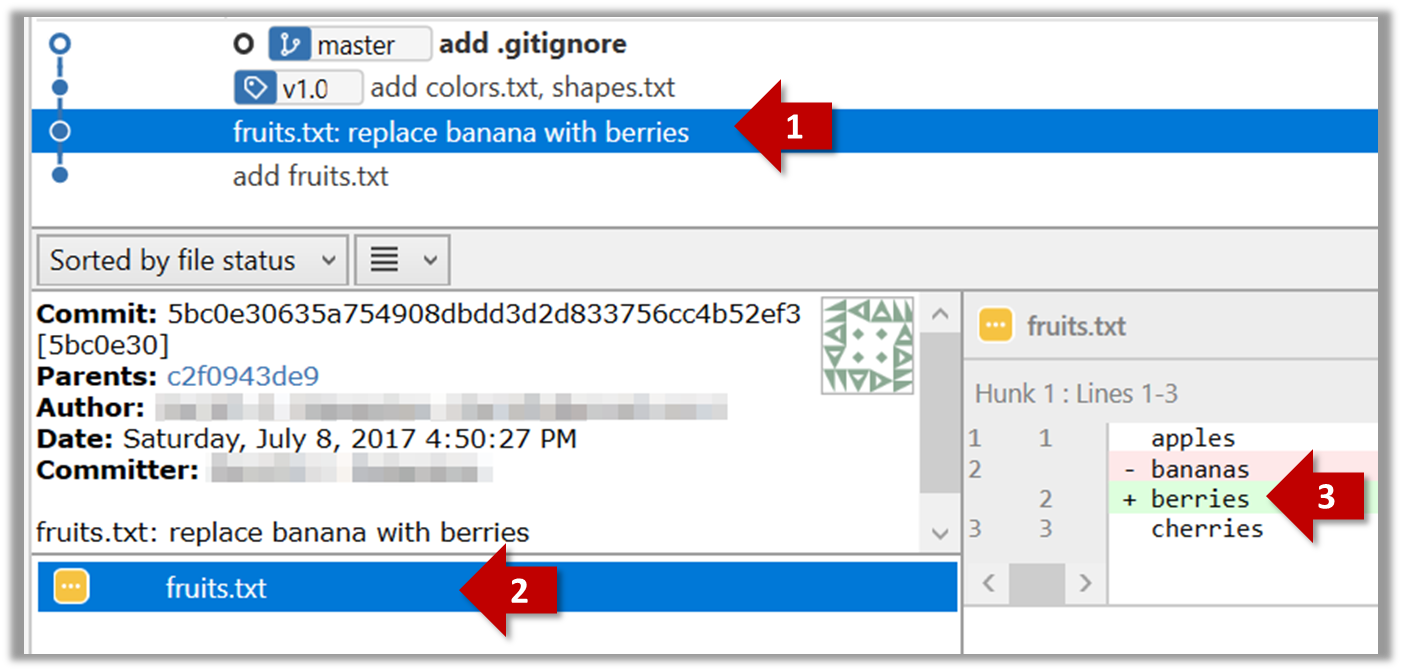 master add .gitignore
v1.0 add colors.txt, shapes.txt
fruits.txt: replace banana with berries
1
add fruits.txt
Sorted by file status
Commit: 5bc0e30635a754908dbdd3d2d833756cc4b52ef3
[5bc0e30]
Parents: c2f0943de9
Author:
Date: Saturday, July 8, 2017 4:50:27 PM
Committer:
fruits.txt: replace banana with berries
fruits.txt
2
fruits.txt
Hunk 1 : Lines 1-3
1 1 apples
2 - bananas
2 + berries
3
3 3 cherries